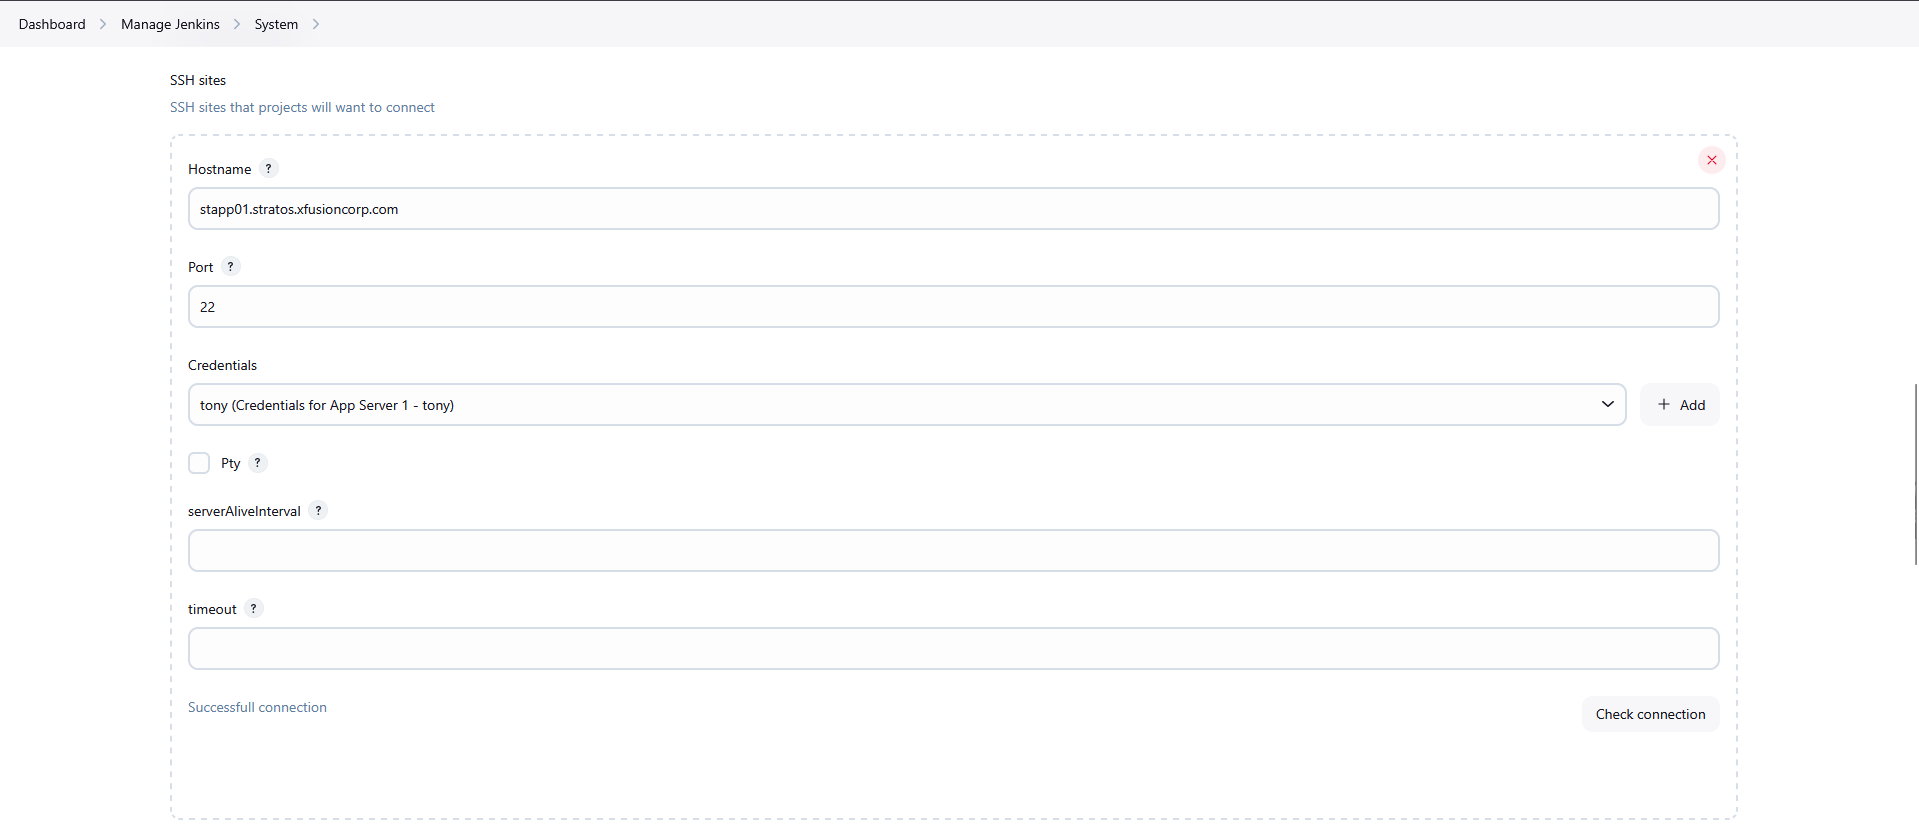 Dashboard > Manage Jenkins > System >
SSH sites
SSH sites that projects will want to connect
Hostname ?
stapp01.stratos.xfusioncorp.com
Port ?
22
Credentials
tony (Credentials for App Server 1 - tony)
+ Add
Pty ?
serverAliveInterval ?
timeout ?
Successfull connection
Check connection